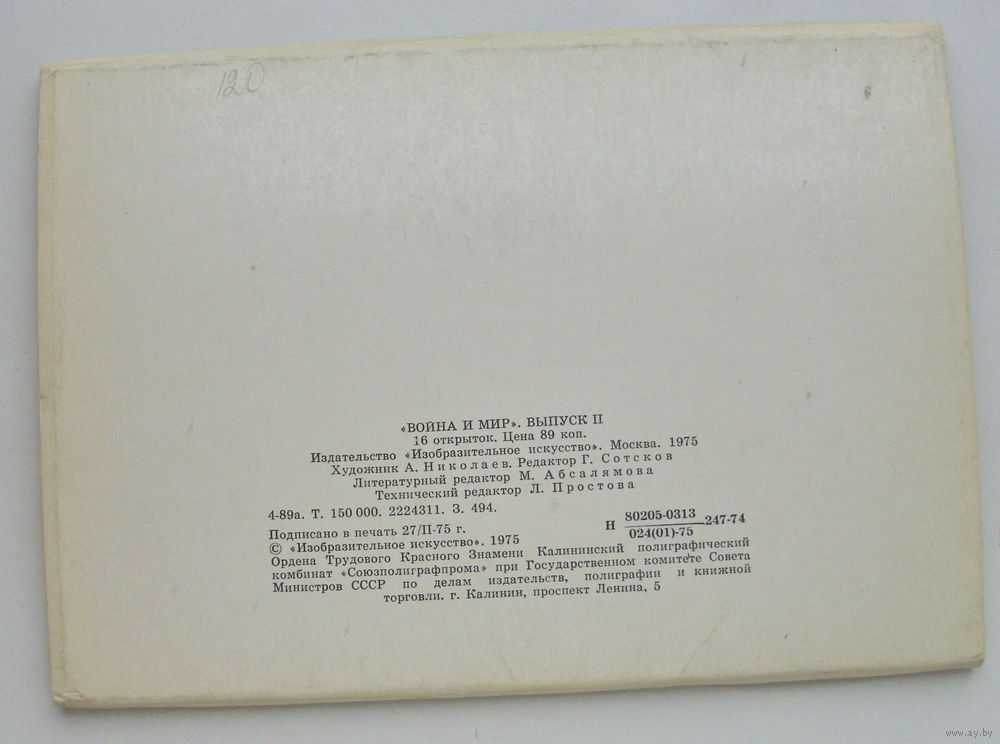 120
«ВОЙНА И МИР». ВЫПУСК II
16 открыток. Цена 89 коп.
Издательство «Изобразительное искусство». Москва. 1975
Художник А. Николаев. Редактор Г. Сотсков
Литературный редактор М. Абсалямова
Технический редактор Л. Простова
4-89а. Т. 150 000. 2224311. З. 494.
Подписано в печать 27/II-75 г.
Н 80205-0313 247-74
024(01)-75
© «Изобразительное искусство». 1975
Ордена Трудового Красного Знамени Калининский полиграфический
комбинат «Союзполиграфпрома» при Государственном комитете Совета
Министров СССР по делам издательств, полиграфии и книжной
торговли. г. Калинин, проспект Ленина, 5
www.ay.by